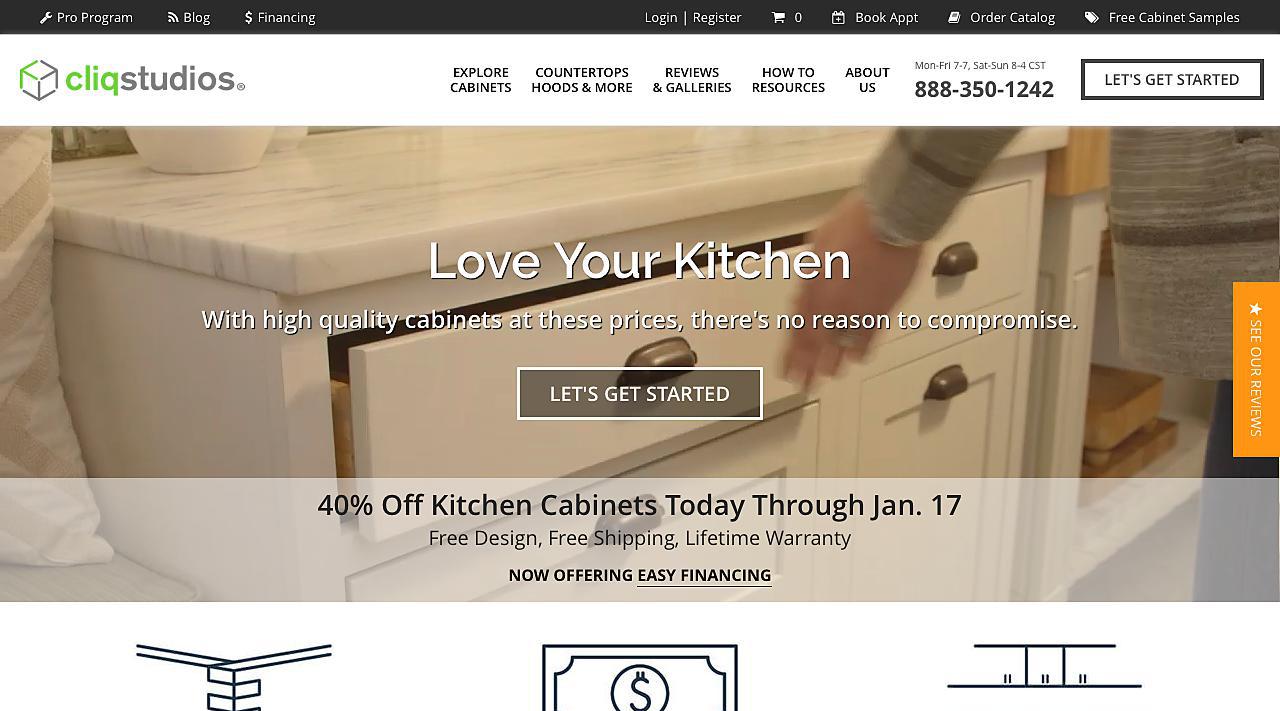 Pro Program
Blog
$ Financing
Login | Register
0
Book Appt
Order Catalog
Free Cabinet Samples
cliqstudios®
EXPLORE
CABINETS
COUNTERTOPS
HOODS & MORE
REVIEWS
& GALLERIES
HOW TO
RESOURCES
ABOUT
US
Mon-Fri 7-7, Sat-Sun 8-4 CST
888-350-1242
LET'S GET STARTED
Love Your Kitchen
With high quality cabinets at these prices, there's no reason to compromise.
LET'S GET STARTED
★ SEE OUR REVIEWS
40% Off Kitchen Cabinets Today Through Jan. 17
Free Design, Free Shipping, Lifetime Warranty
NOW OFFERING EASY FINANCING
$